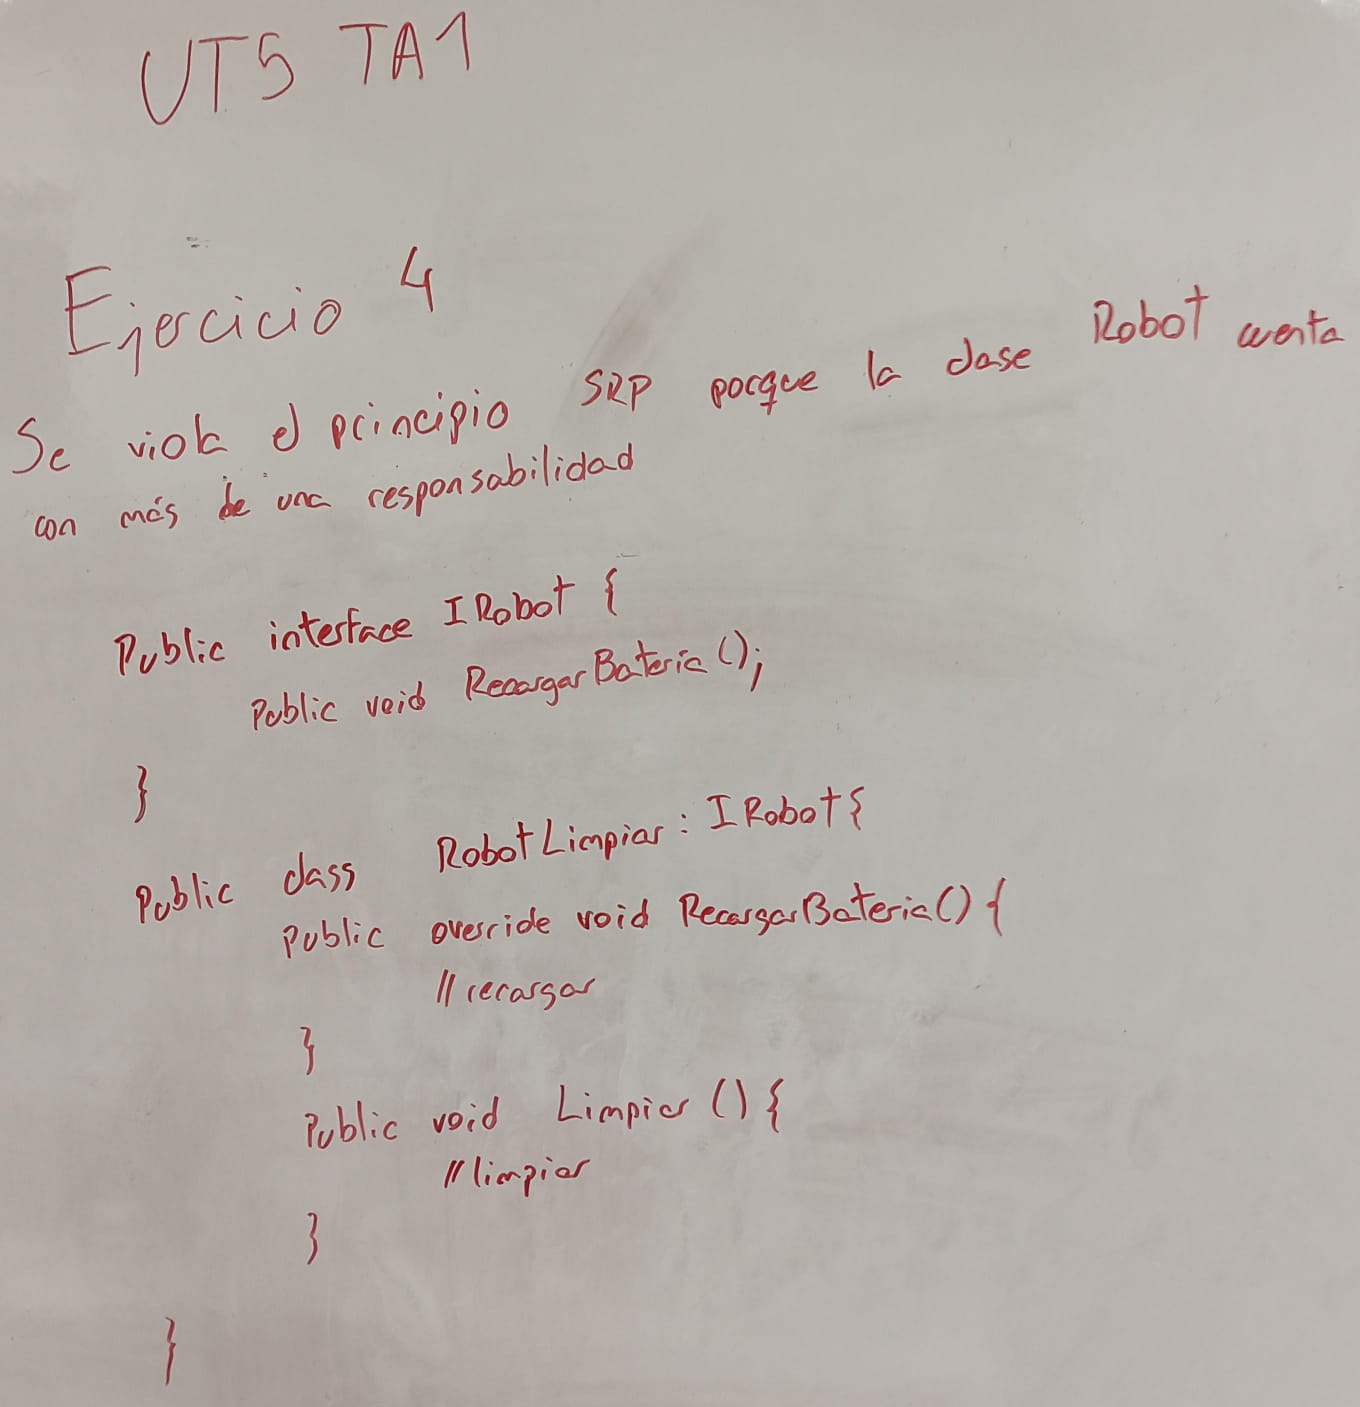 UT5 TA1
Ejercicio 4
Se viola el principio SRP porque la clase Robot cuenta
con más de una responsabilidad
Public interface IRobot {
Public void RecargarBateria();
}
Public class RobotLimpiar : IRobot {
Public override void RecargarBateria() {
// recargar
}
Public void Limpiar () {
// limpiar
}
}